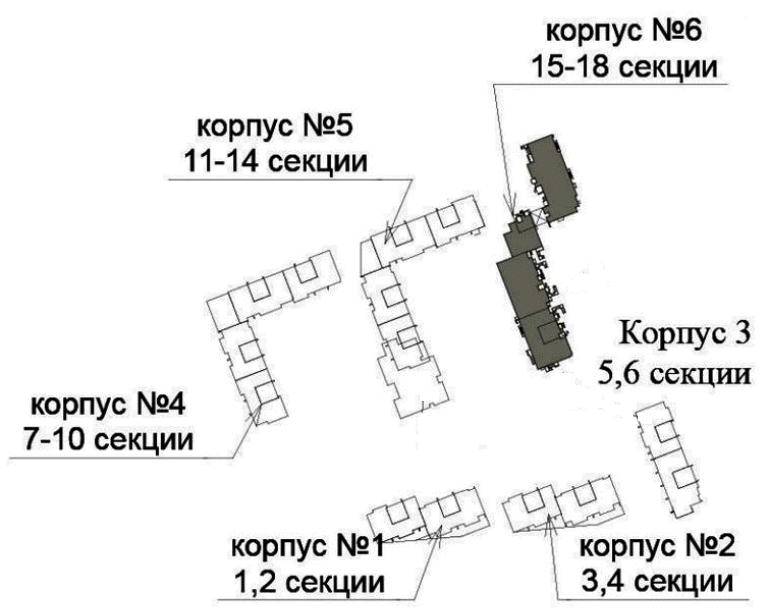 корпус №6
15-18 секции
корпус №5
11-14 секции
Корпус 3
5,6 секции
корпус №4
7-10 секции
корпус №1
1,2 секции
корпус №2
3,4 секции